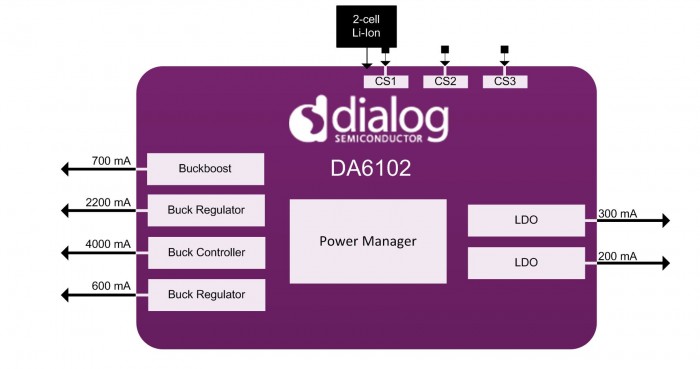 2-cell
Li-Ion
CS1
CS2
CS3
dialog
SEMICONDUCTOR
DA6102
700 mA
Buckboost
2200 mA
Buck Regulator
4000 mA
Buck Controller
600 mA
Buck Regulator
Power Manager
LDO
300 mA
LDO
200 mA